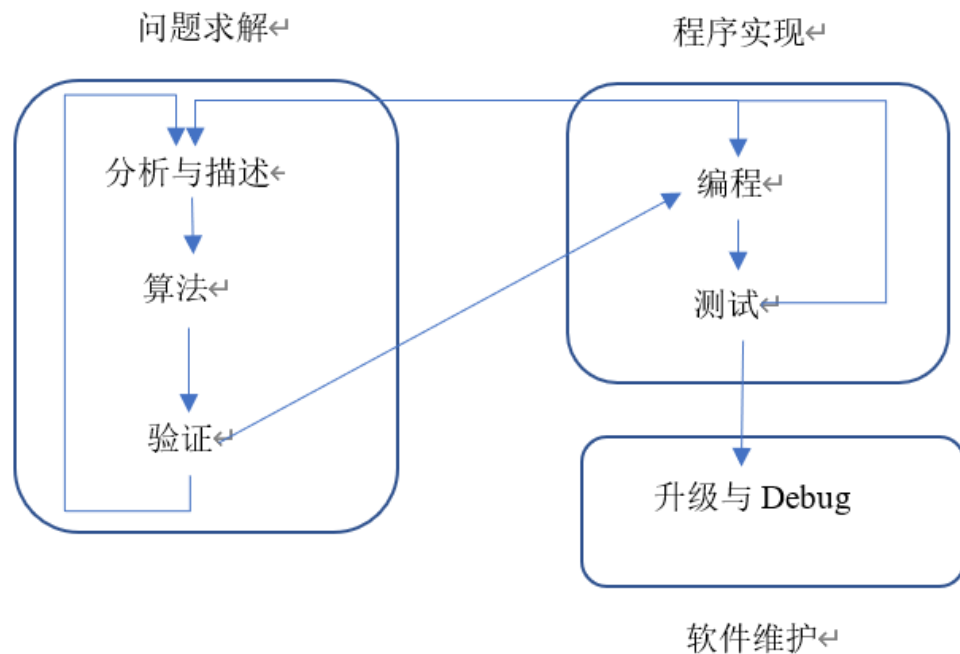 问题求解
程序实现
分析与描述
算法
验证
编程
测试
升级与 Debug
软件维护